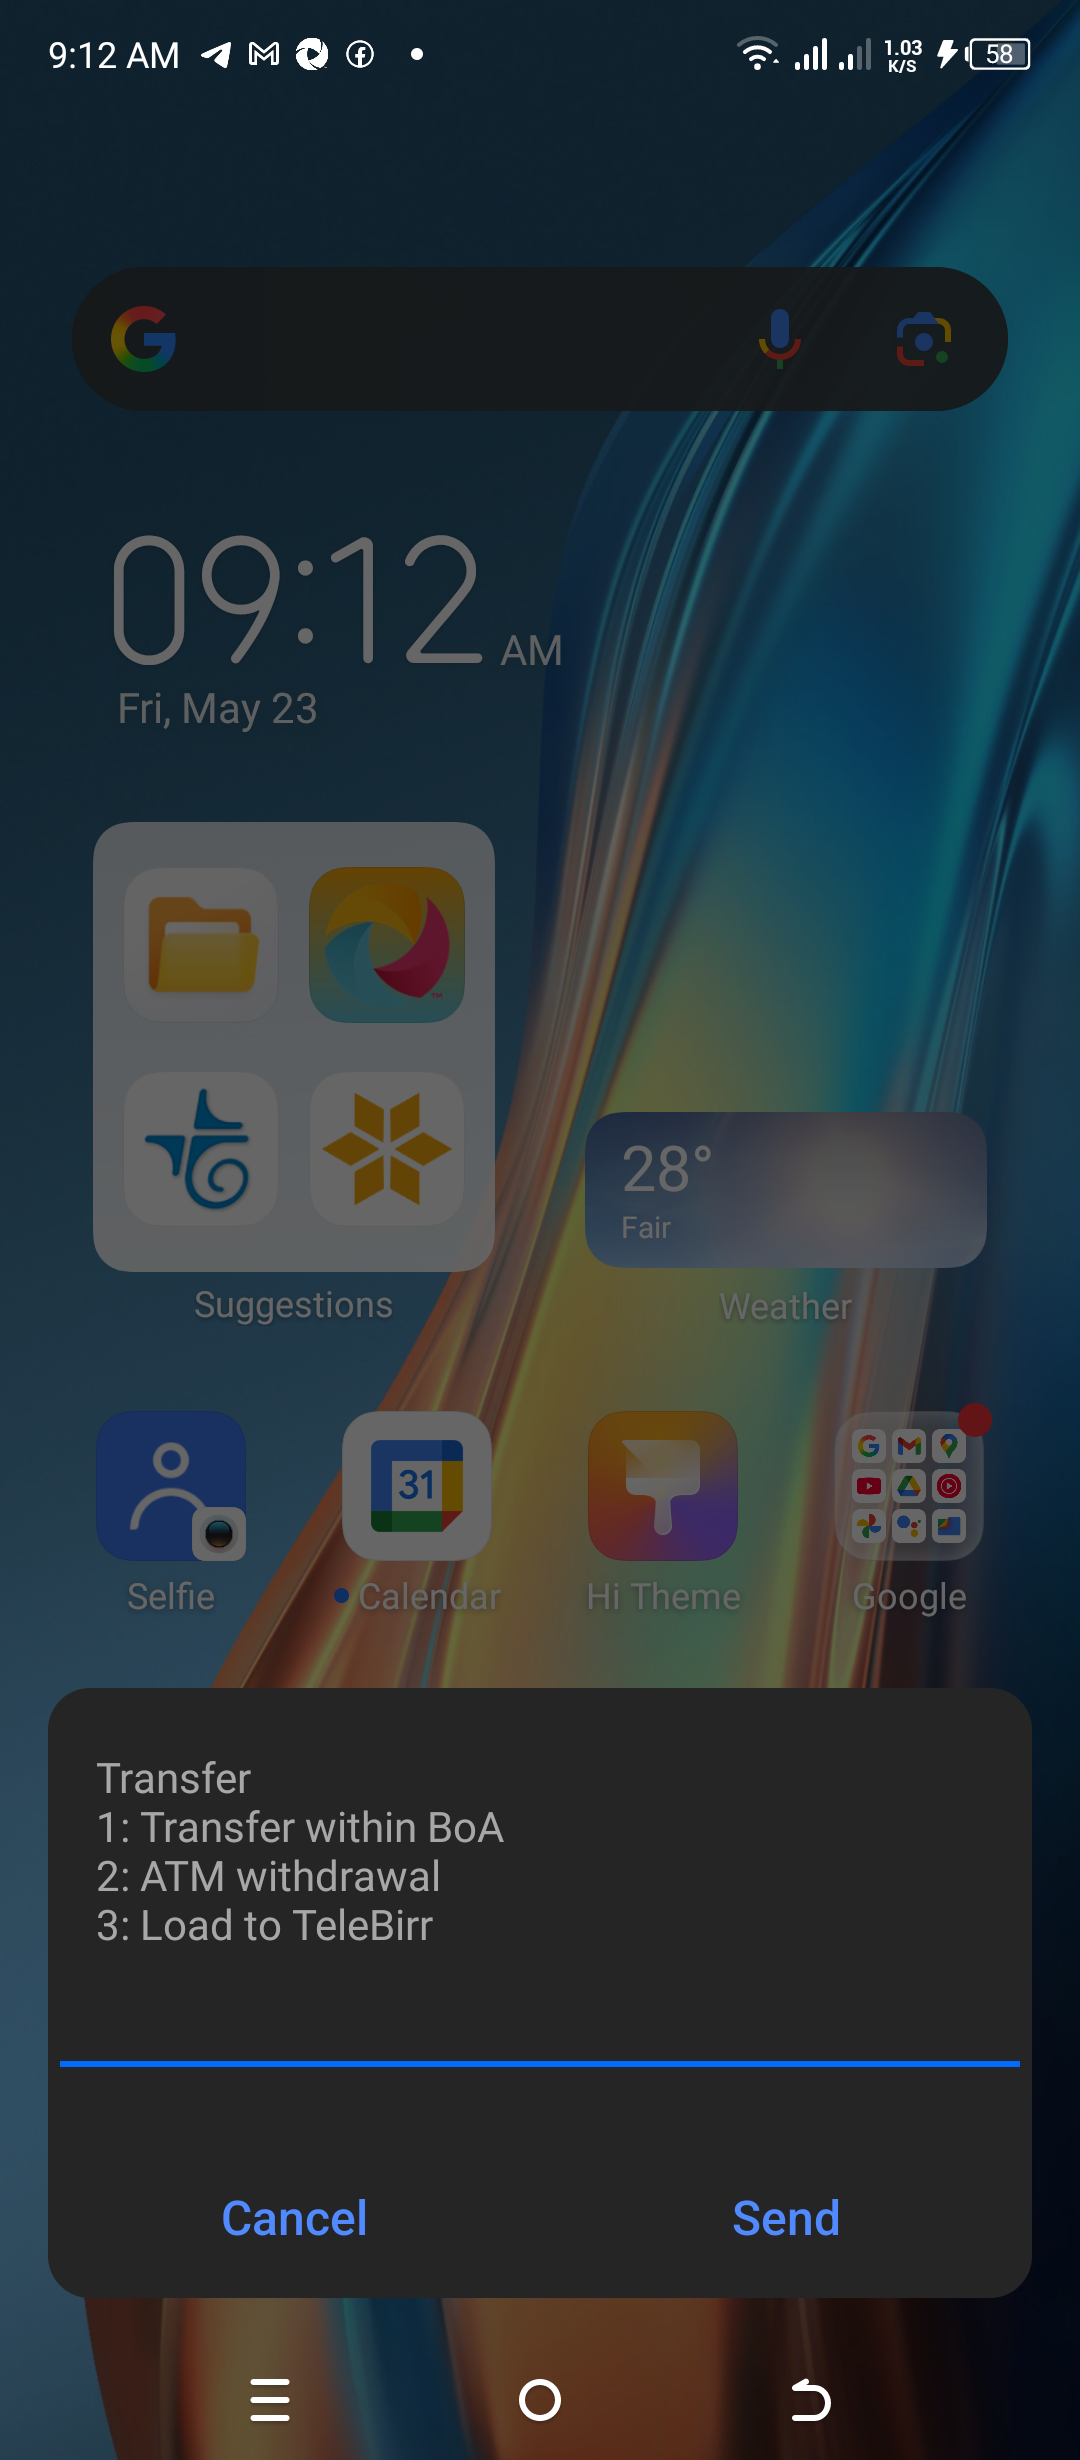 9:12 AM
1.03
K/S
58
09:12 AM
Fri, May 23
28°
Fair
Suggestions
Weather
31
Selfie
Calendar
Hi Theme
Google
Transfer
1: Transfer within BoA
2: ATM withdrawal
3: Load to TeleBirr
Cancel
Send